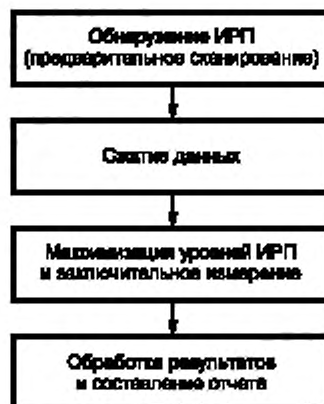 Обнаружение ИРП
(предварительное сканирование)
Сжатие данных
Максимизация уровней ИРП
и заключительное измерение
Обработка результатов
и составление отчета